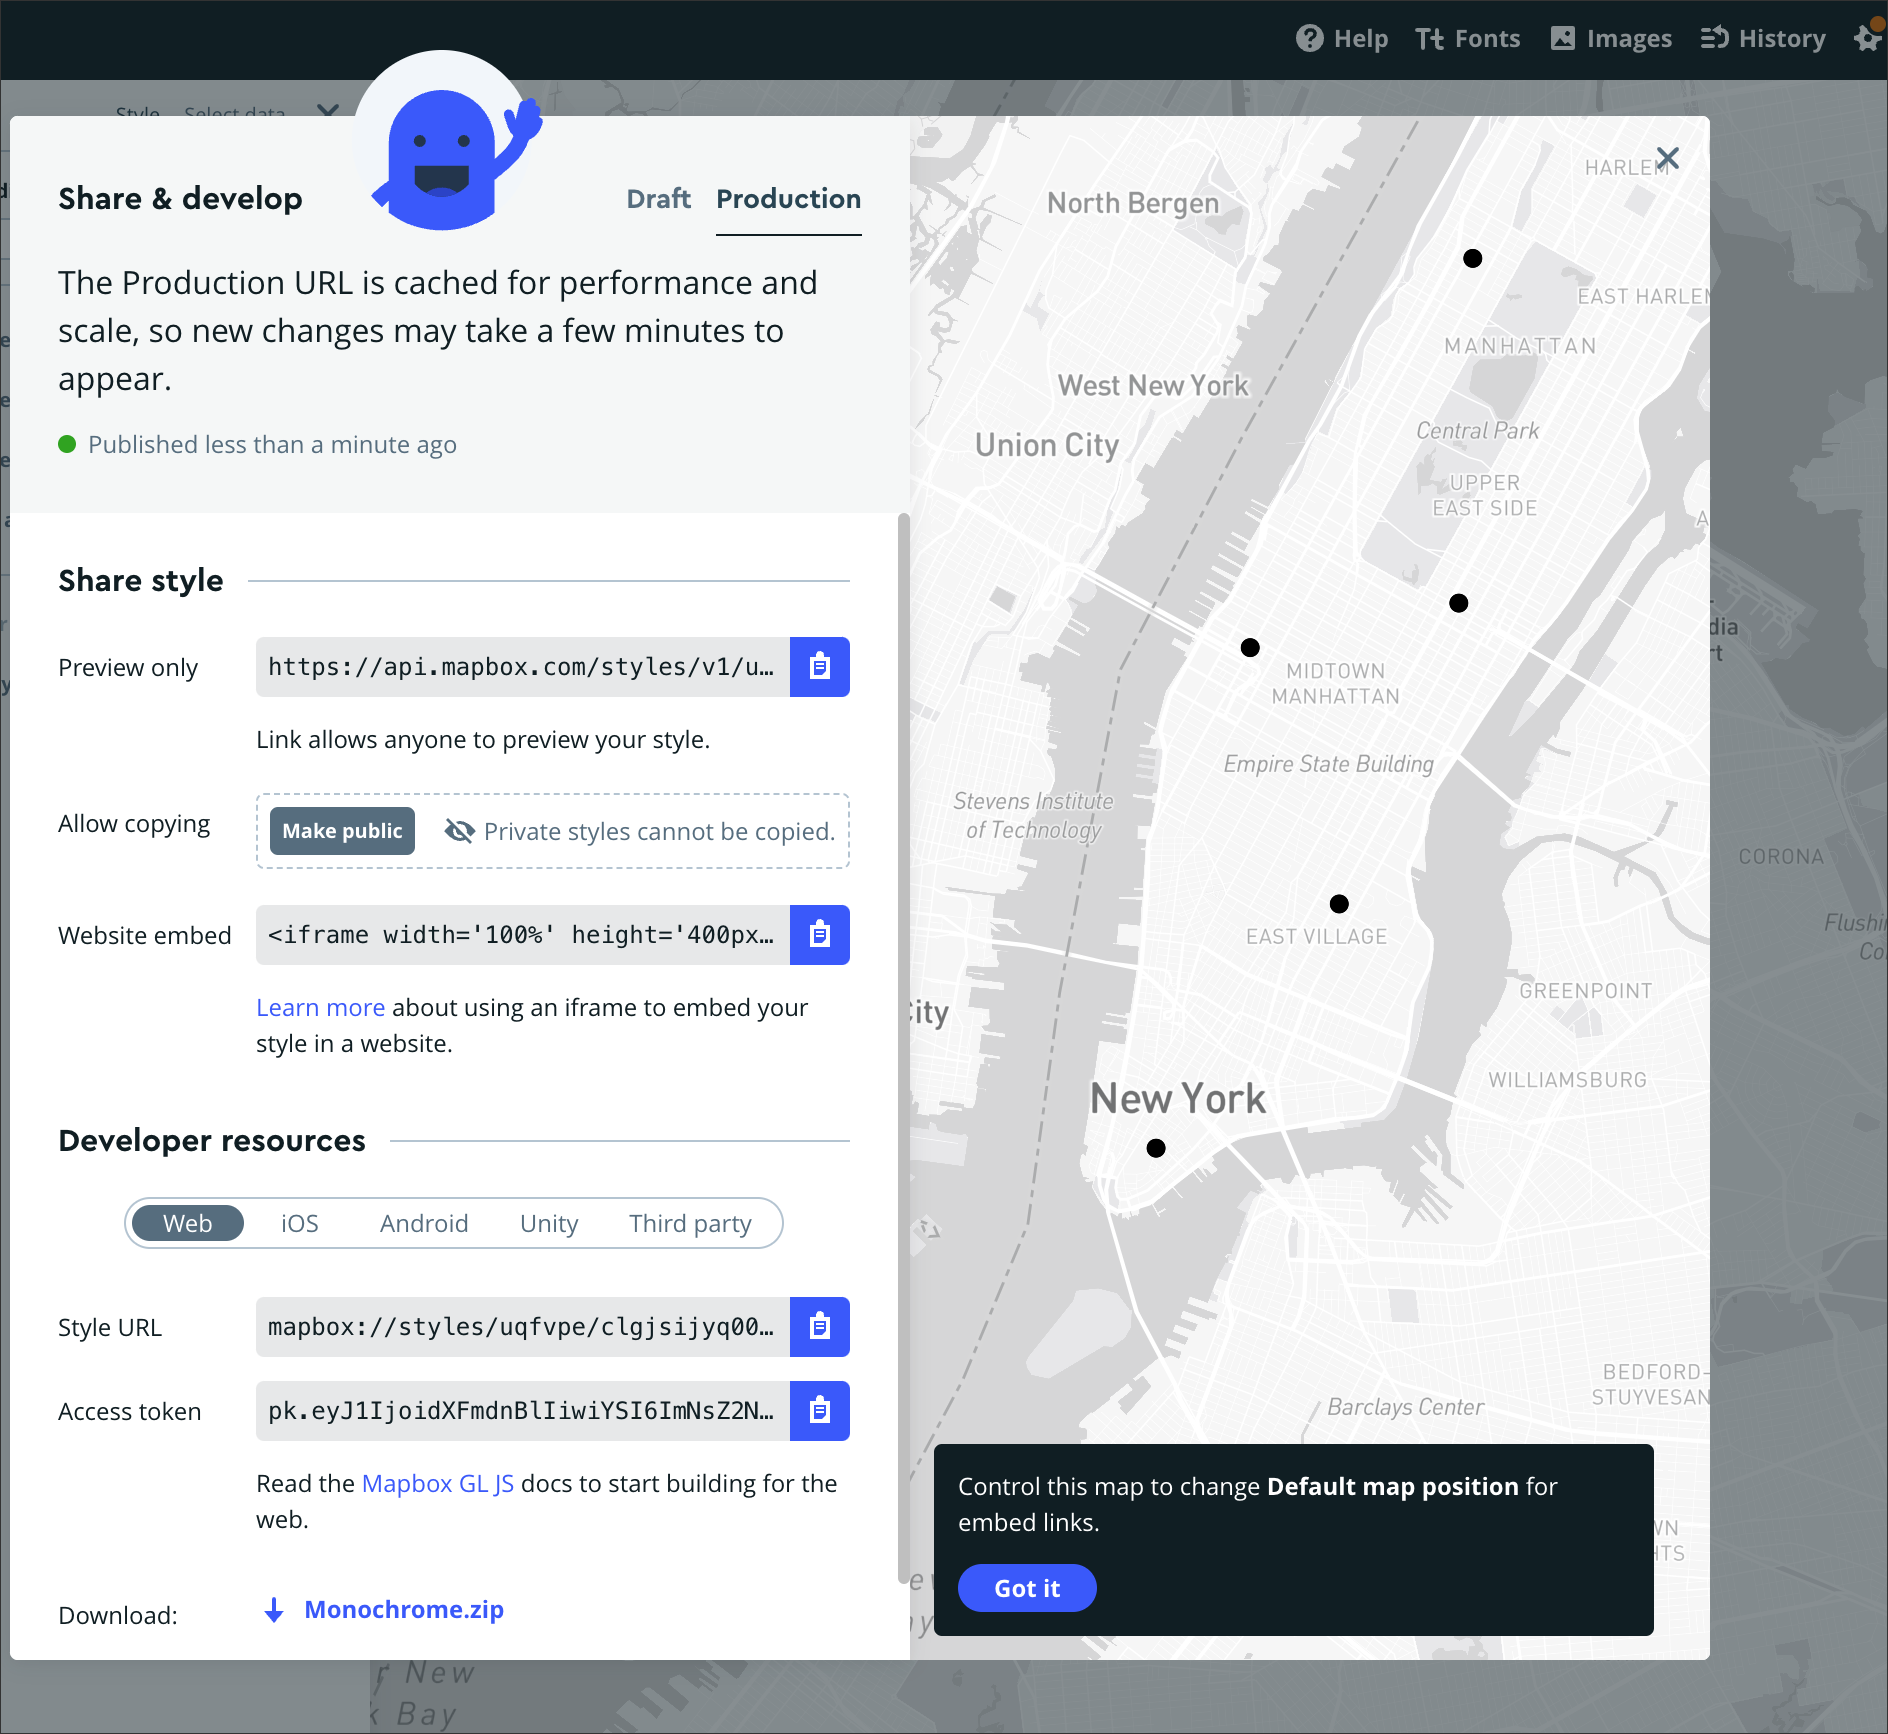 Help
Fonts
Images
History
Style
Select data
Share & develop
Draft
Production
The Production URL is cached for performance and
scale, so new changes may take a few minutes to
appear.
Published less than a minute ago
Share style
Preview only
https://api.mapbox.com/styles/v1/u…
Link allows anyone to preview your style.
Allow copying
Make public
Private styles cannot be copied.
Website embed
<iframe width='100%' height='400px…
Learn more about using an iframe to embed your
style in a website.
Developer resources
Web
iOS
Android
Unity
Third party
Style URL
mapbox://styles/uqfvpe/clgjsijyq00…
Access token
pk.eyJ1IjoidXFmdnBlIiwiYSI6ImNsZ2N…
Read the Mapbox GL JS docs to start building for the
web.
Download:
Monochrome.zip
HARLEM
North Bergen
EAST HARLEM
MANHATTAN
West New York
Central Park
Union City
UPPER
EAST SIDE
MIDTOWN
MANHATTAN
Empire State Building
Stevens Institute
of Technology
CORONA
EAST VILLAGE
City
GREENPOINT
WILLIAMSBURG
New York
BEDFORD-
STUYVESAN
Barclays Center
Control this map to change Default map position for
embed links.
Got it
New
Bay